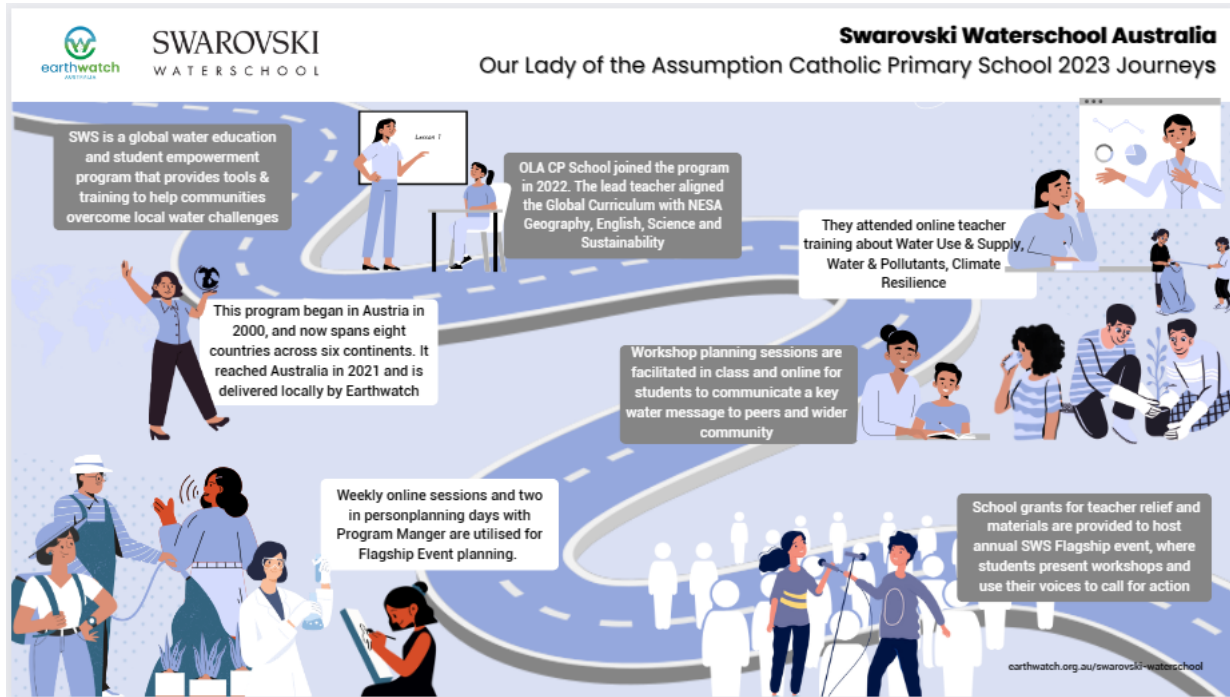 earthwatch
AUSTRALIA
SWAROVSKI
WATERSCHOOL
Swarovski Waterschool Australia
Our Lady of the Assumption Catholic Primary School 2023 Journeys
SWS is a global water education
and student empowerment
program that provides tools &
training to help communities
overcome local water challenges
Lesson 1
OLA CP School joined the program
in 2022. The lead teacher aligned
the Global Curriculum with NESA
Geography, English, Science and
Sustainability
They attended online teacher
training about Water Use & Supply,
Water & Pollutants, Climate
Resilience
This program began in Austria in
2000, and now spans eight
countries across six continents. It
reached Australia in 2021 and is
delivered locally by Earthwatch
Workshop planning sessions are
facilitated in class and online for
students to communicate a key
water message to peers and wider
community
Weekly online sessions and two
in personplanning days with
Program Manger are utilised for
Flagship Event planning.
School grants for teacher relief and
materials are provided to host
annual SWS Flagship event, where
students present workshops and
use their voices to call for action
earthwatch.org.au/swarovski-waterschool